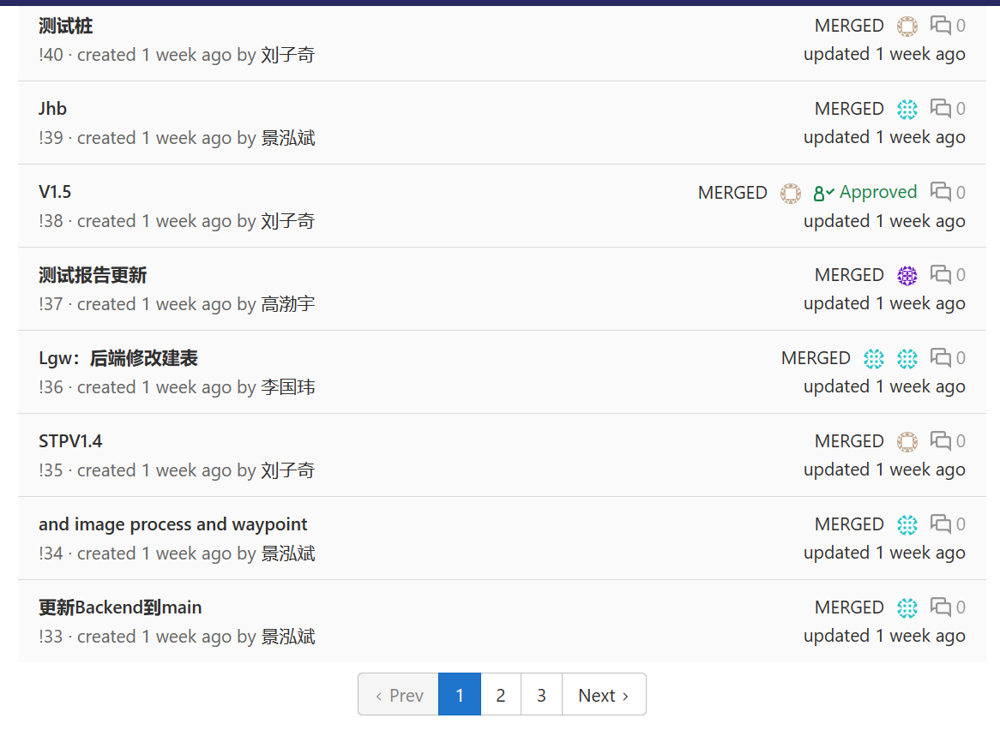 测试桩 MERGED 0
!40 · created 1 week ago by 刘子奇 updated 1 week ago
Jhb MERGED 0
!39 · created 1 week ago by 景泓斌 updated 1 week ago
V1.5 MERGED Approved 0
!38 · created 1 week ago by 刘子奇 updated 1 week ago
测试报告更新 MERGED 0
!37 · created 1 week ago by 高渤宇 updated 1 week ago
Lgw：后端修改建表 MERGED 0
!36 · created 1 week ago by 李国玮 updated 1 week ago
STPV1.4 MERGED 0
!35 · created 1 week ago by 刘子奇 updated 1 week ago
and image process and waypoint MERGED 0
!34 · created 1 week ago by 景泓斌 updated 1 week ago
更新Backend到main MERGED 0
!33 · created 1 week ago by 景泓斌 updated 1 week ago
‹ Prev 1 2 3 Next ›